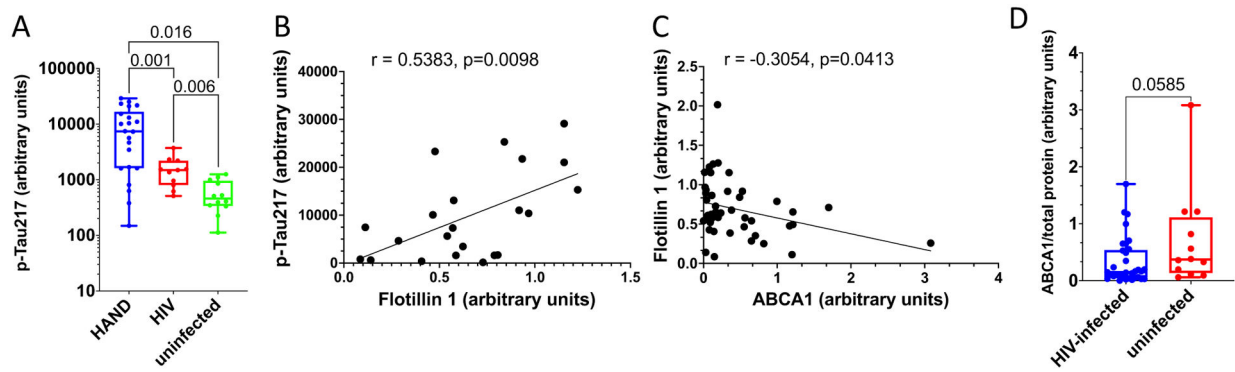 A
0.016
0.001
0.006
p-Tau217 (arbitrary units)
100000
10000
1000
100
10
HAND
HIV
uninfected
B
r = 0.5383, p=0.0098
p-Tau217 (arbitrary units)
40000
30000
20000
10000
0
0.0
0.5
1.0
1.5
Flotillin 1 (arbitrary units)
C
r = -0.3054, p=0.0413
Flotillin 1 (arbitrary units)
2.5
2.0
1.5
1.0
0.5
0.0
0
1
2
3
4
ABCA1 (arbitrary units)
D
0.0585
ABCA1/total protein (arbitrary units)
4
3
2
1
0
HIV-infected
uninfected